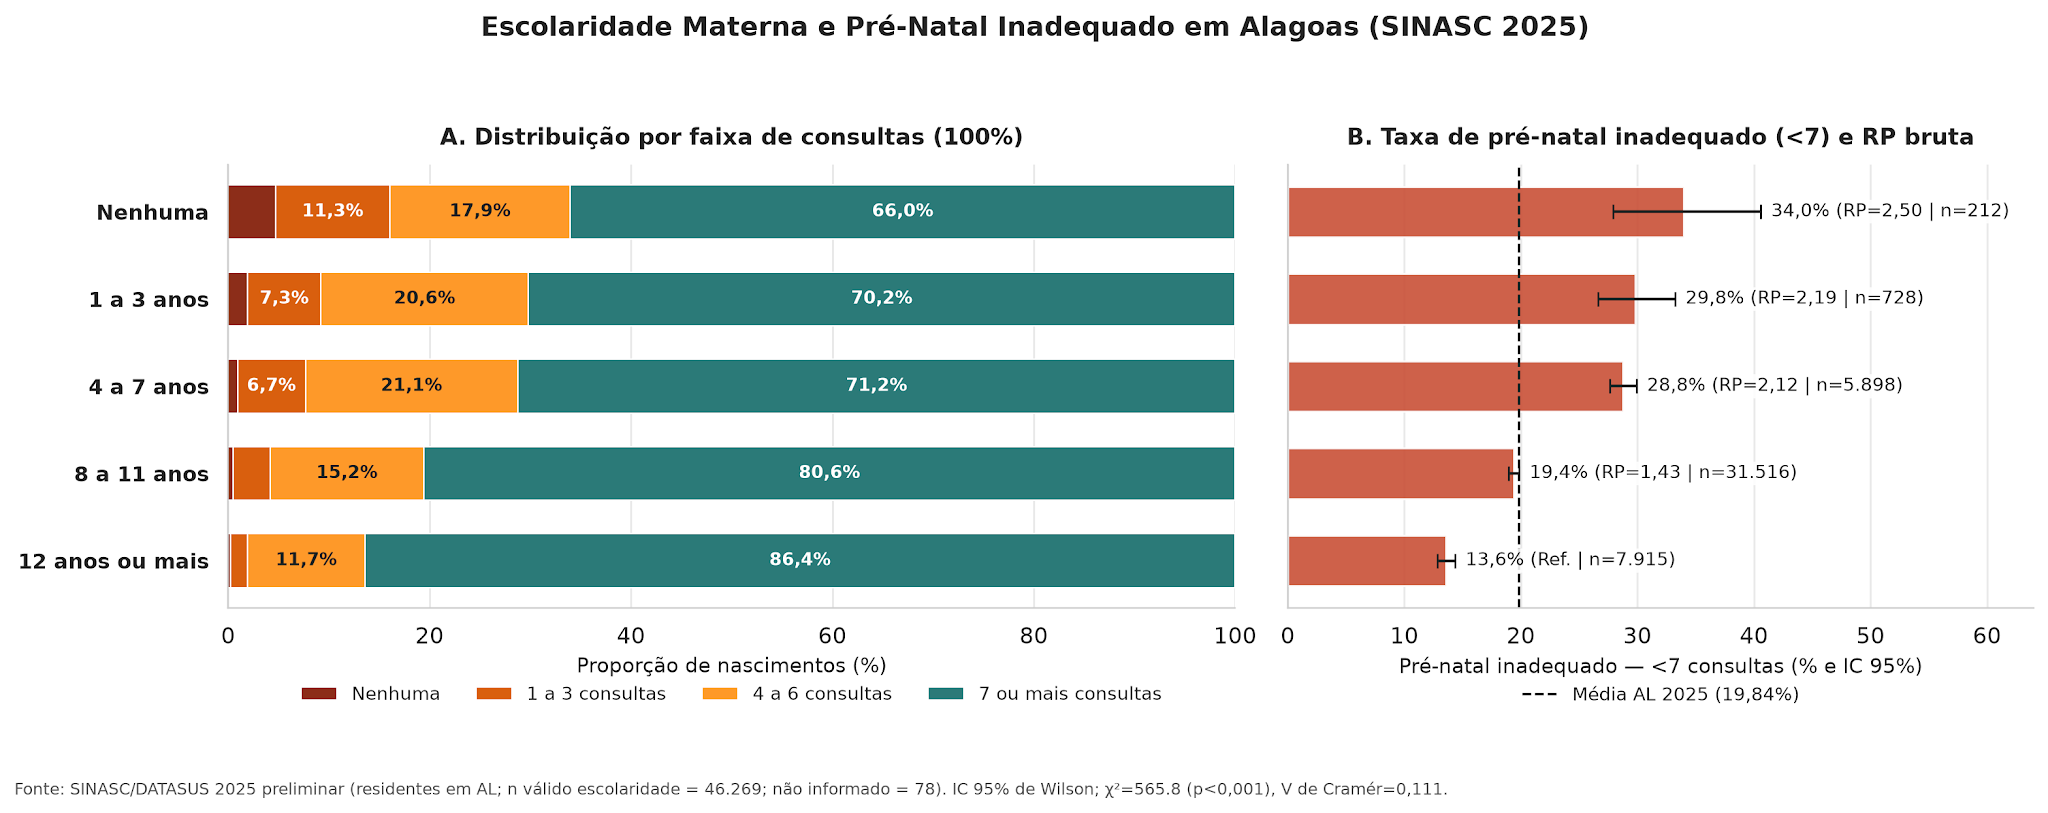 Escolaridade Materna e Pré-Natal Inadequado em Alagoas (SINASC 2025)
A. Distribuição por faixa de consultas (100%)
Nenhuma
11,3%
17,9%
66,0%
1 a 3 anos
7,3%
20,6%
70,2%
4 a 7 anos
6,7%
21,1%
71,2%
8 a 11 anos
15,2%
80,6%
12 anos ou mais
11,7%
86,4%
0 20 40 60 80 100
Proporção de nascimentos (%)
Nenhuma
1 a 3 consultas
4 a 6 consultas
7 ou mais consultas
B. Taxa de pré-natal inadequado (<7) e RP bruta
34,0% (RP=2,50 | n=212)
29,8% (RP=2,19 | n=728)
28,8% (RP=2,12 | n=5.898)
19,4% (RP=1,43 | n=31.516)
13,6% (Ref. | n=7.915)
0 10 20 30 40 50 60
Pré-natal inadequado — <7 consultas (% e IC 95%)
Média AL 2025 (19,84%)
Fonte: SINASC/DATASUS 2025 preliminar (residentes em AL; n válido escolaridade = 46.269; não informado = 78). IC 95% de Wilson; χ²=565.8 (p<0,001), V de Cramér=0,111.